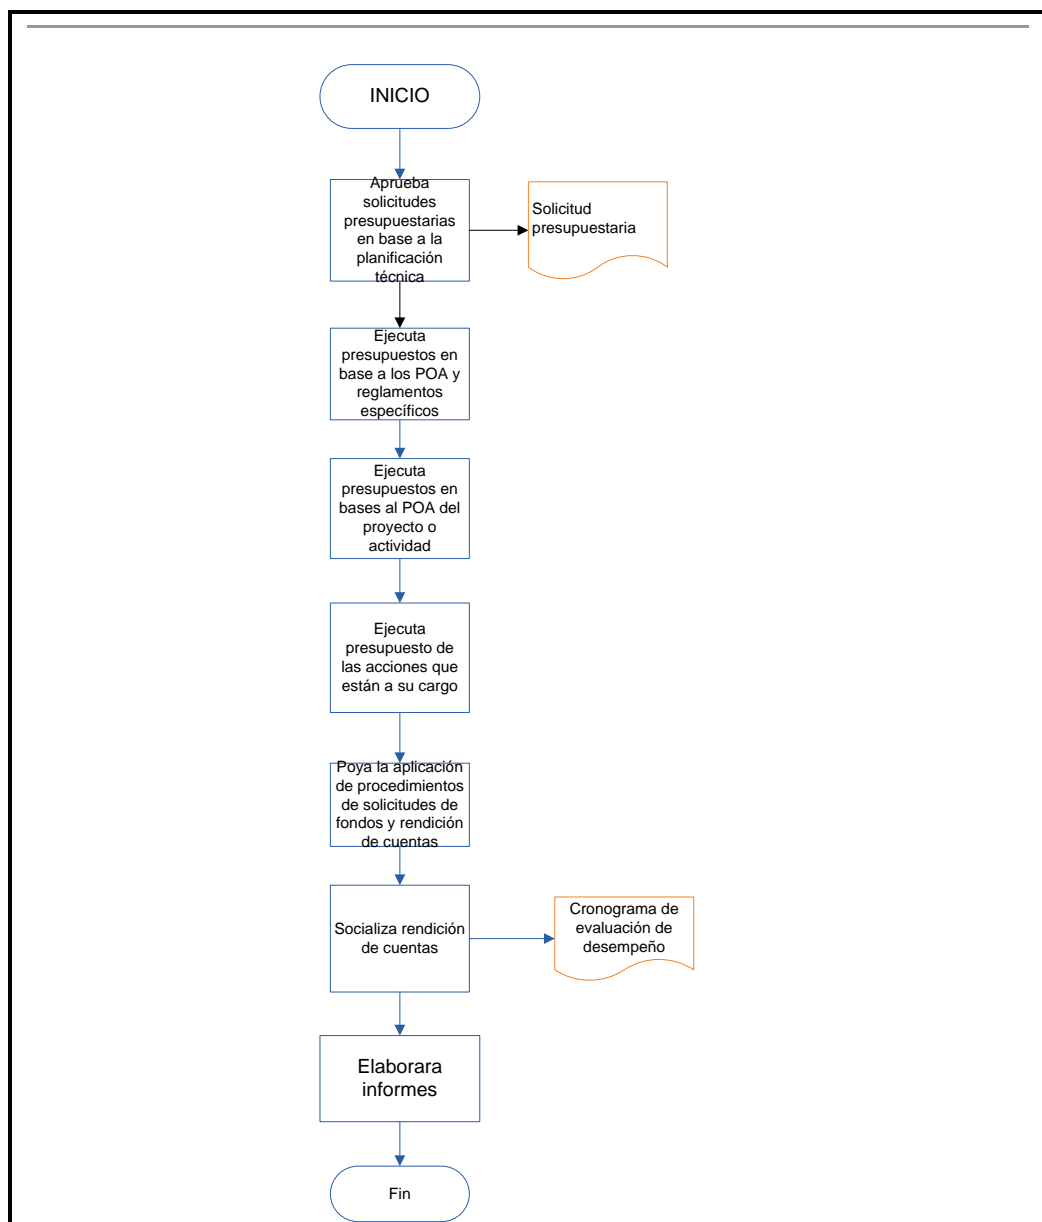 INICIO
Aprueba
solicitudes
presupuestarias
en base a la
planificación
técnica
Solicitud
presupuestaria
Ejecuta
presupuestos en
base a los POA y
reglamentos
específicos
Ejecuta
presupuestos en
bases al POA del
proyecto o
actividad
Ejecuta
presupuesto de
las acciones que
están a su cargo
Poya la aplicación
de procedimientos
de solicitudes de
fondos y rendición
de cuentas
Socializa rendición
de cuentas
Cronograma de
evaluación de
desempeño
Elaborara
informes
Fin